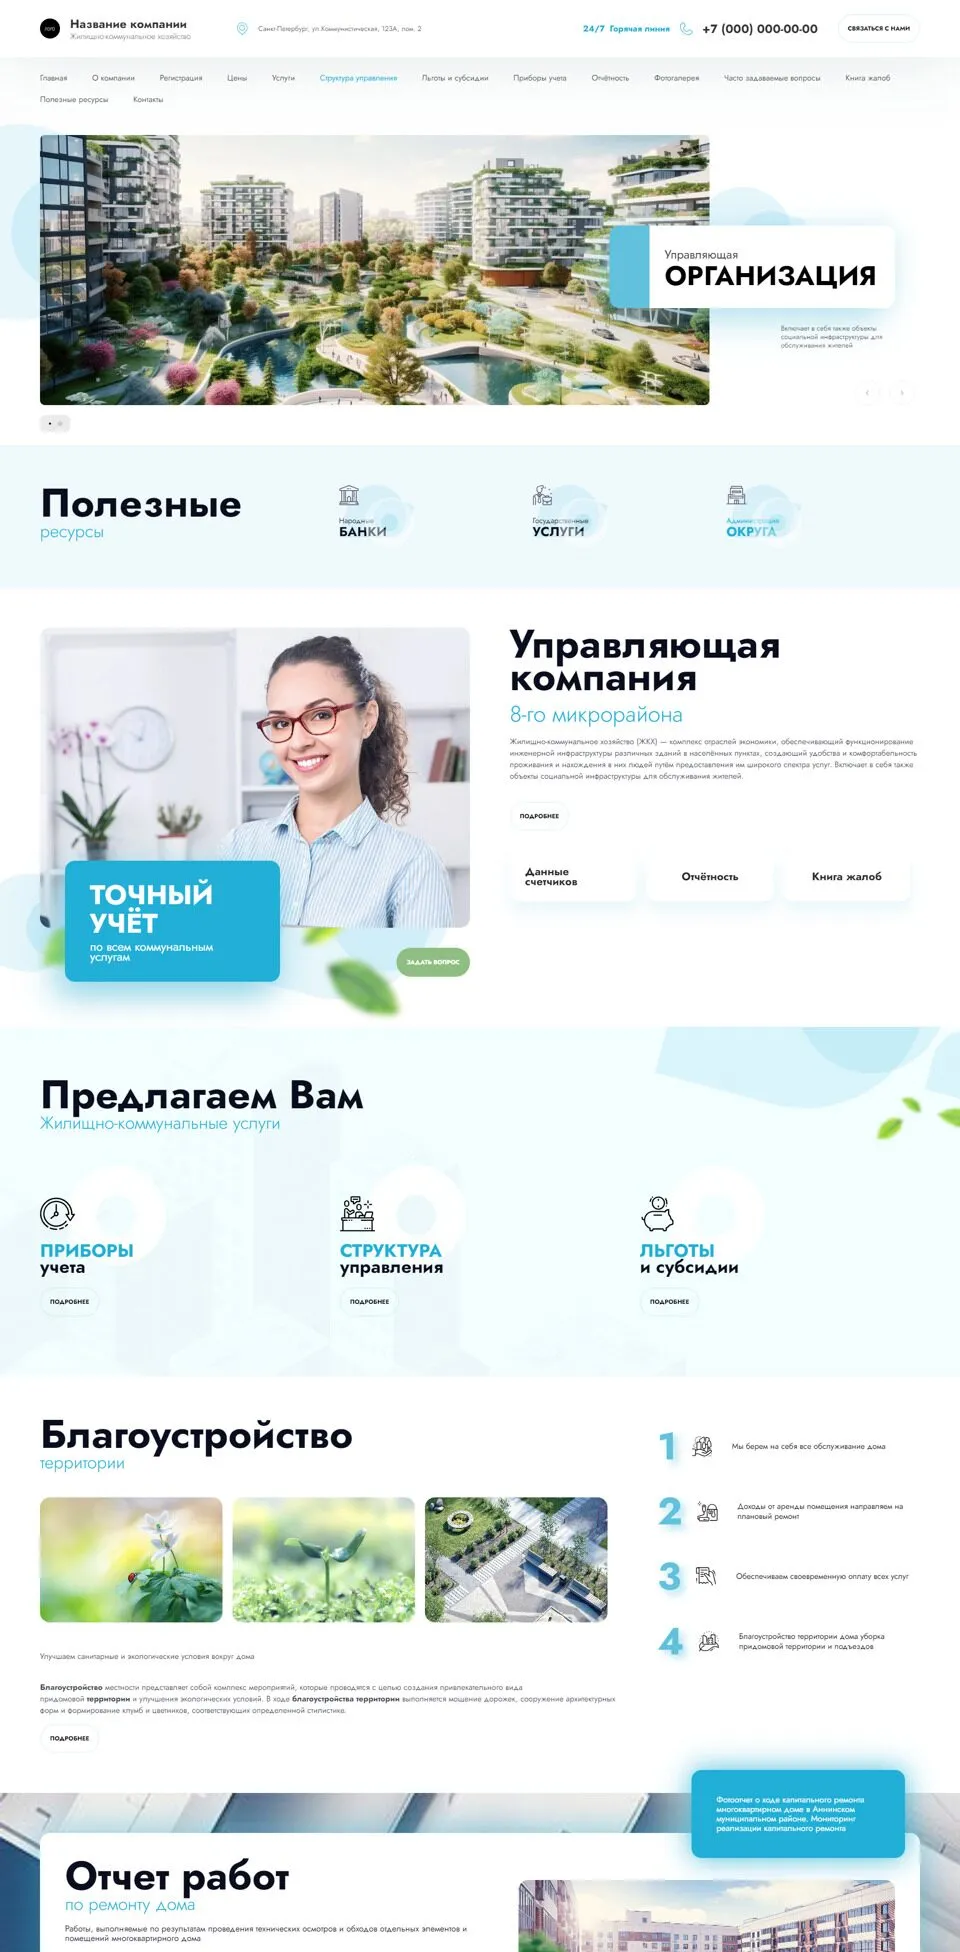 ЛОГО
Название компании
Жилищно-коммунальное хозяйство
Санкт-Петербург, ул.Коммунистическая, 123А, пом. 2
24/7 Горячая линия
+7 (000) 000-00-00
СВЯЗАТЬСЯ С НАМИ
Главная
О компании
Регистрация
Цены
Услуги
Структура управления
Льготы и субсидии
Приборы учета
Отчётность
Фотогалерея
Часто задаваемые вопросы
Книга жалоб
Полезные ресурсы
Контакты
Управляющая
ОРГАНИЗАЦИЯ
Включает в себя также объекты
социальной инфраструктуры для
обслуживания жителей
Полезные
ресурсы
Народные
БАНКИ
Государственные
УСЛУГИ
Администрация
ОКРУГА
Управляющая
компания
8-го микрорайона
Жилищно-коммунальное хозяйство (ЖКХ) — комплекс отраслей экономики, обеспечивающий функционирование
инженерной инфраструктуры различных зданий в населённых пунктах, создающий удобства и комфортабельность
проживания и нахождения в них людей путём предоставления им широкого спектра услуг. Включает в себя также
объекты социальной инфраструктуры для обслуживания жителей.
ПОДРОБНЕЕ
Данные
счетчиков
Отчётность
Книга жалоб
ТОЧНЫЙ
УЧЁТ
по всем коммунальным
услугам
ЗАДАТЬ ВОПРОС
Предлагаем Вам
Жилищно-коммунальные услуги
ПРИБОРЫ
учета
ПОДРОБНЕЕ
СТРУКТУРА
управления
ПОДРОБНЕЕ
ЛЬГОТЫ
и субсидии
ПОДРОБНЕЕ
Благоустройство
территории
Улучшаем санитарные и экологические условия вокруг дома
Благоустройство местности представляет собой комплекс мероприятий, которые проводятся с целью создания привлекательного вида
придомовой территории и улучшения экологических условий. В ходе благоустройства территории выполняется мощение дорожек, сооружение архитектурных
форм и формирование клумб и цветников, соответствующих определенной стилистике.
ПОДРОБНЕЕ
1
Мы берем на себя все обслуживание дома
2
Доходы от аренды помещения направляем на
плановый ремонт
3
Обеспечиваем своевременную оплату всех услуг
4
Благоустройство территории дома уборка
придомовой территории и подъездов
Фотоотчет о ходе капитального ремонта
многоквартирном доме в Аннинском
муниципальном районе. Мониторинг
реализации капитального ремонта
Отчет работ
по ремонту дома
Работы, выполняемые по результатам проведения технических осмотров и обходов отдельных элементов и
помещений многоквартирного дома